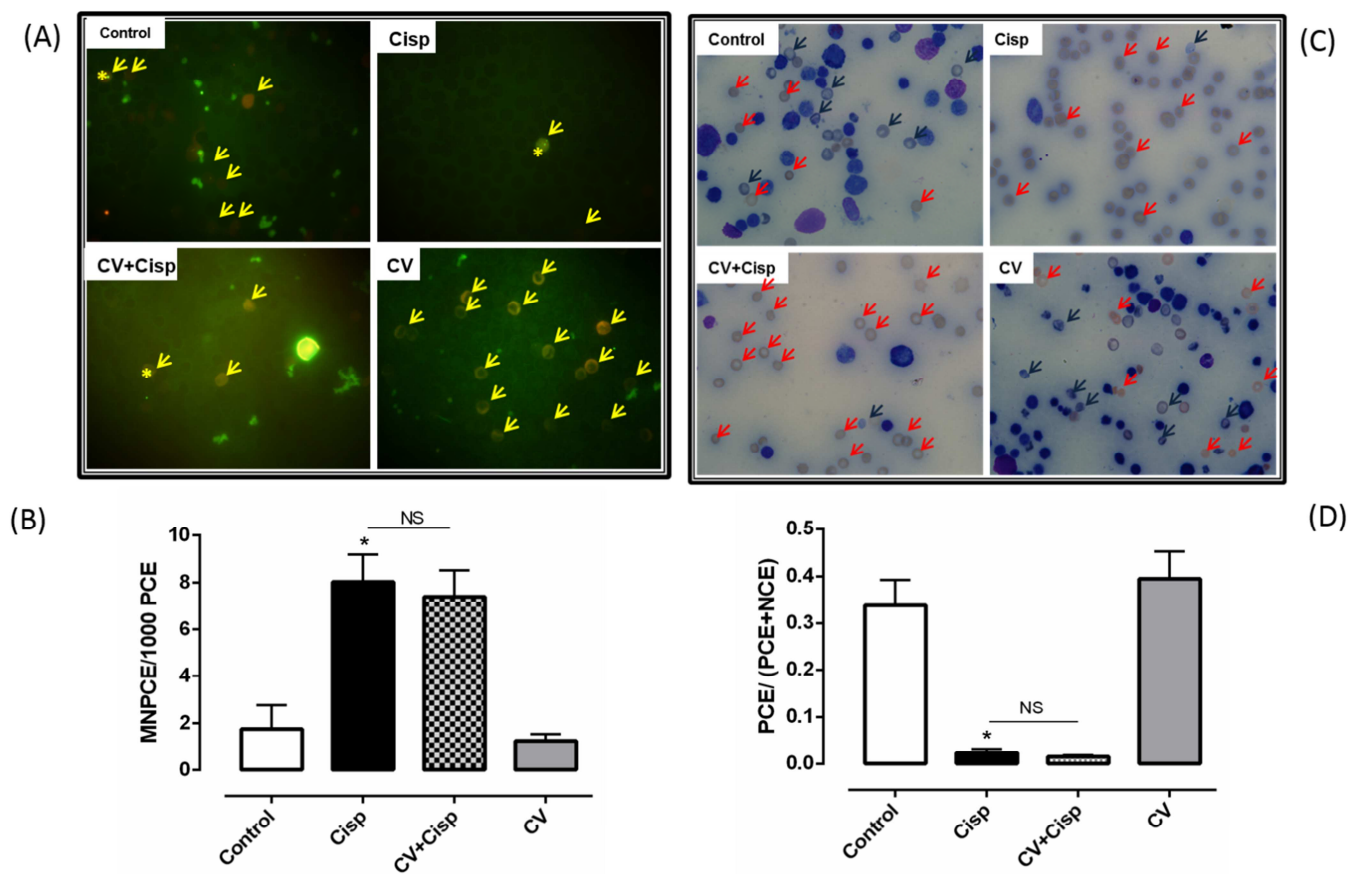 (A)
Control
Cisp
CV+Cisp
CV
*
*
*
(C)
Control
Cisp
CV+Cisp
CV
(B)
MNPCE/1000 PCE
10
8
6
4
2
0
*
NS
Control
Cisp
CV+Cisp
CV
(D)
PCE/ (PCE+NCE)
0.5
0.4
0.3
0.2
0.1
0.0
*
NS
Control
Cisp
CV+Cisp
CV